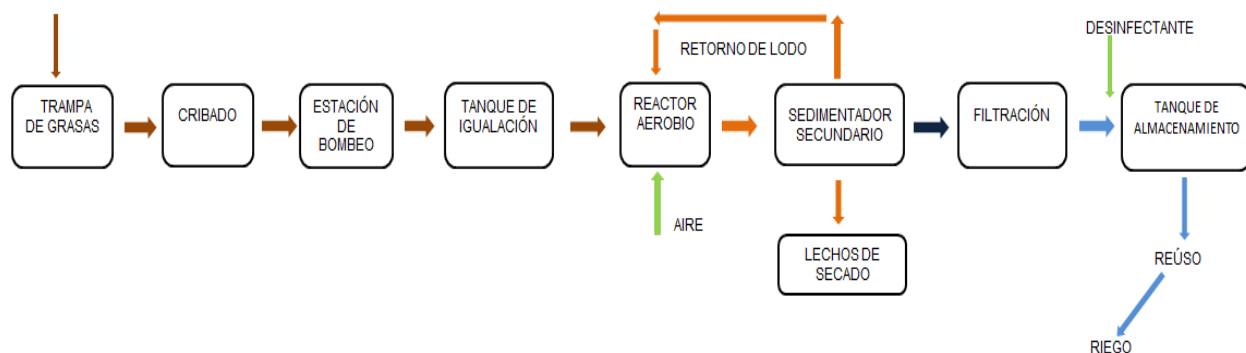 TRAMPA
DE GRASAS
CRIBADO
ESTACIÓN
DE
BOMBEO
TANQUE DE
IGUALACIÓN
RETORNO DE LODO
REACTOR
AEROBIO
AIRE
SEDIMENTADOR
SECUNDARIO
LECHOS DE
SECADO
FILTRACIÓN
DESINFECTANTE
TANQUE DE
ALMACENAMIENTO
REÚSO
RIEGO